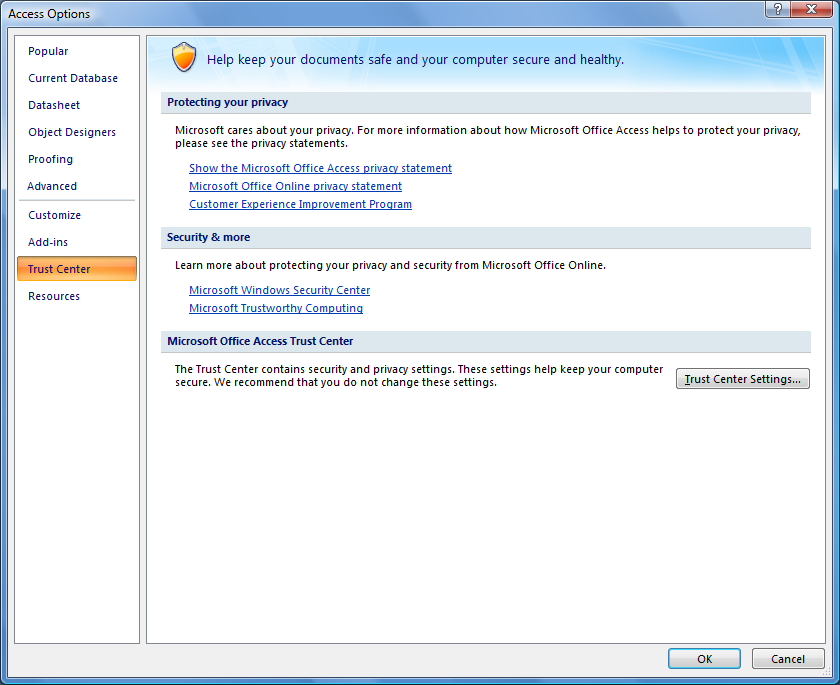 Access Options
?
Popular
Current Database
Datasheet
Object Designers
Proofing
Advanced
Customize
Add-ins
Trust Center
Resources
Help keep your documents safe and your computer secure and healthy.
Protecting your privacy
Microsoft cares about your privacy. For more information about how Microsoft Office Access helps to protect your privacy,
please see the privacy statements.
Show the Microsoft Office Access privacy statement
Microsoft Office Online privacy statement
Customer Experience Improvement Program
Security & more
Learn more about protecting your privacy and security from Microsoft Office Online.
Microsoft Windows Security Center
Microsoft Trustworthy Computing
Microsoft Office Access Trust Center
The Trust Center contains security and privacy settings. These settings help keep your computer
secure. We recommend that you do not change these settings.
Trust Center Settings...
OK
Cancel